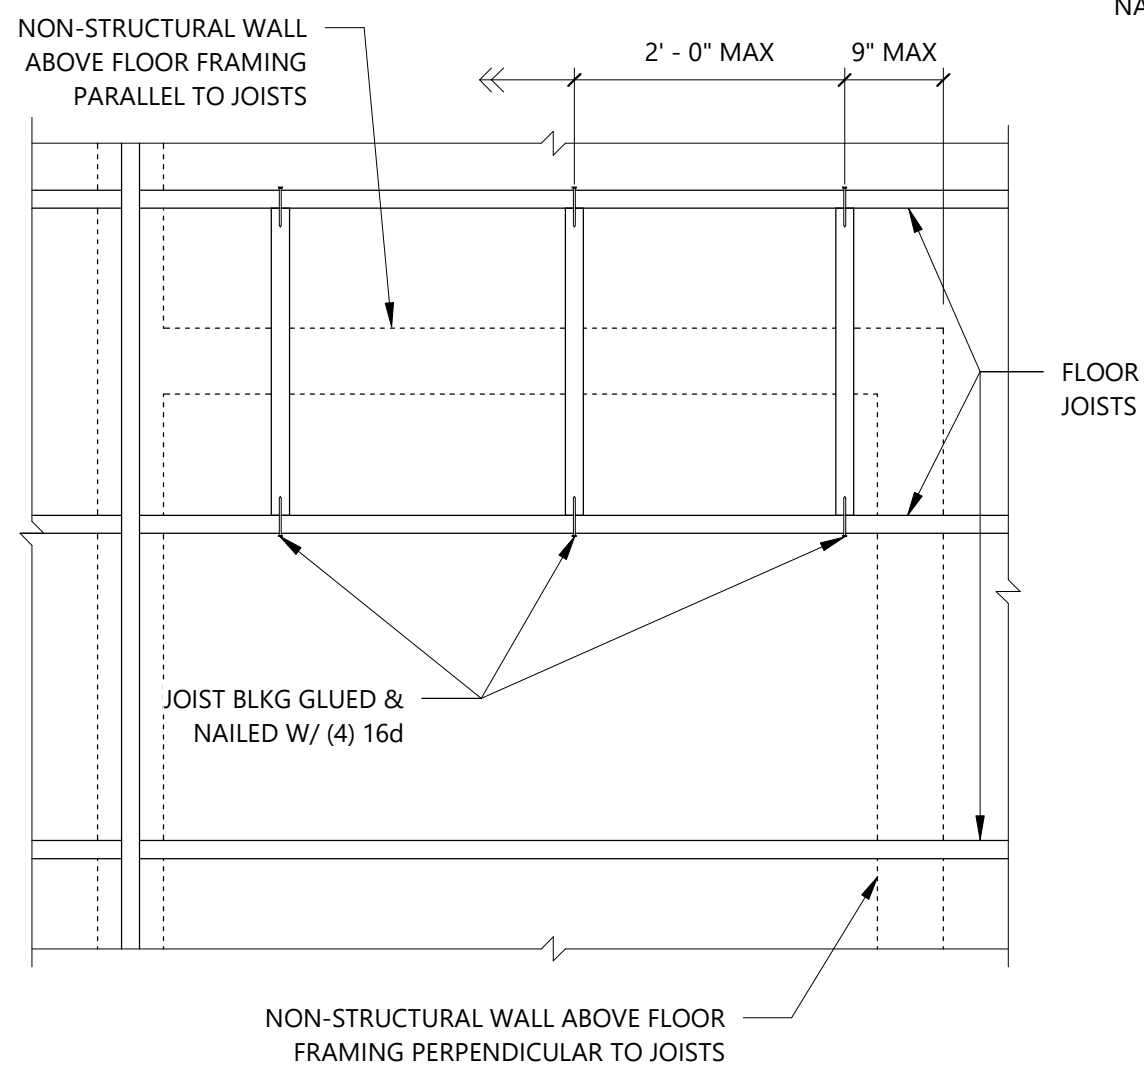 NA
NON-STRUCTURAL WALL
ABOVE FLOOR FRAMING
PARALLEL TO JOISTS
2' - 0" MAX
9" MAX
FLOOR
JOISTS
JOIST BLKG GLUED &
NAILED W/ (4) 16d
NON-STRUCTURAL WALL ABOVE FLOOR
FRAMING PERPENDICULAR TO JOISTS